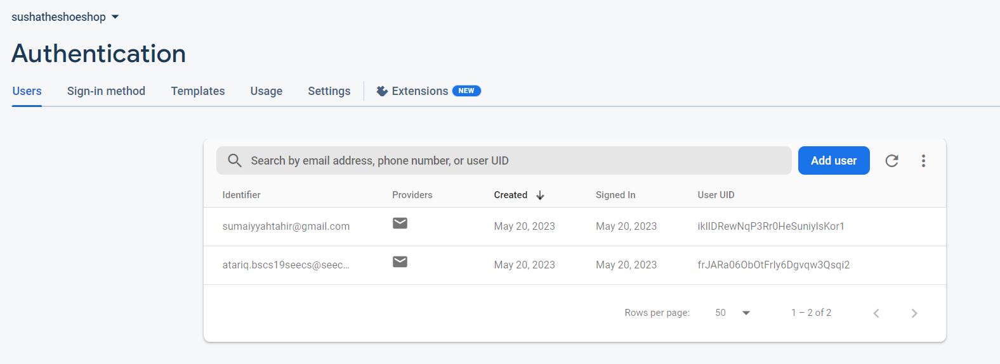 sushatheshoeshop
Authentication
Users Sign-in method Templates Usage Settings Extensions NEW
Search by email address, phone number, or user UID Add user
Identifier Providers Created Signed In User UID
sumaiyyahtahir@gmail.com May 20, 2023 May 20, 2023 ikIlDRewNqP3Rr0HeSuniylsKor1
atariq.bscs19seecs@seec... May 20, 2023 May 20, 2023 frJARa06ObOtFrIy6Dgvqw3Qsqi2
Rows per page: 50 1 – 2 of 2